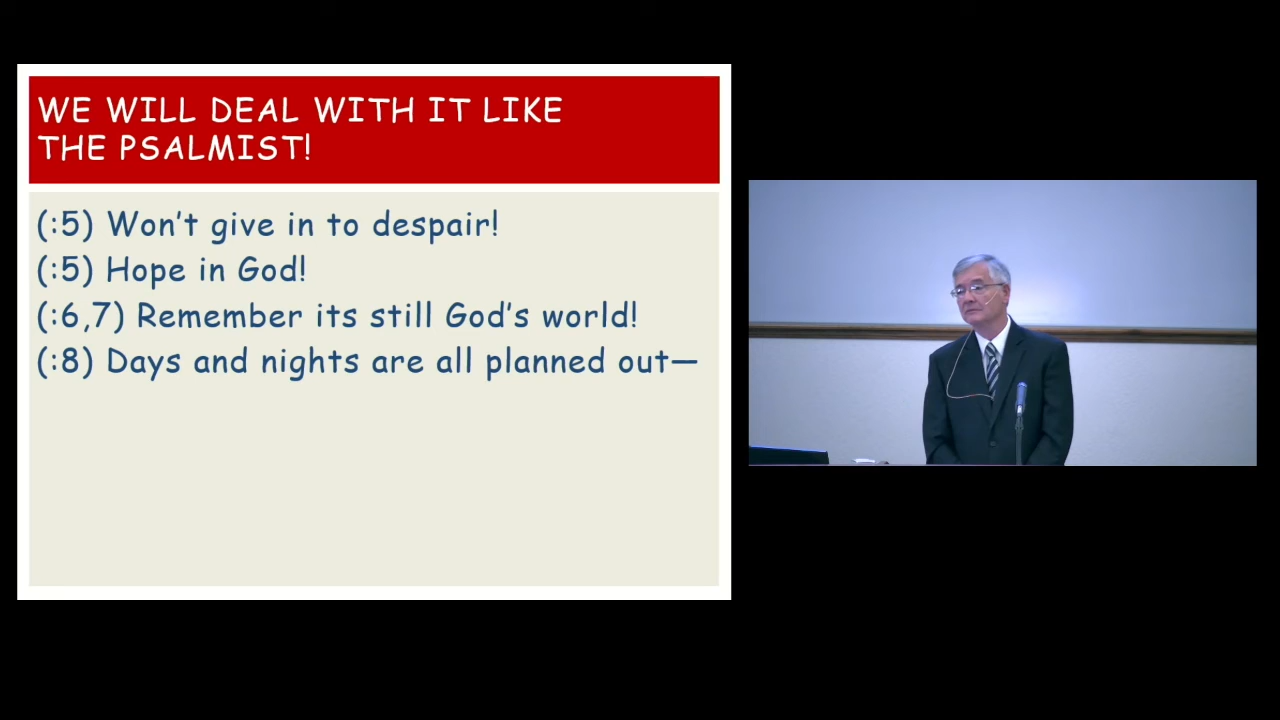 WE WILL DEAL WITH IT LIKE
THE PSALMIST!
(:5) Won't give in to despair!
(:5) Hope in God!
(:6,7) Remember its still God's world!
(:8) Days and nights are all planned out—